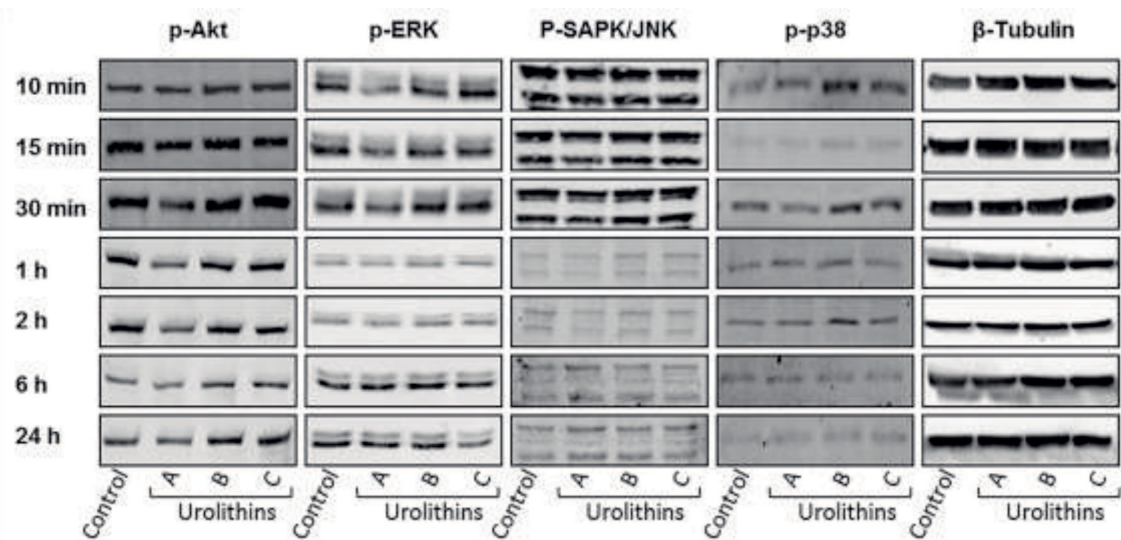 p-Akt p-ERK P-SAPK/JNK p-p38 β-Tubulin
10 min
15 min
30 min
1 h
2 h
6 h
24 h
Control A B C Control A B C Control A B C Control A B C Control A B C
Urolithins Urolithins Urolithins Urolithins Urolithins